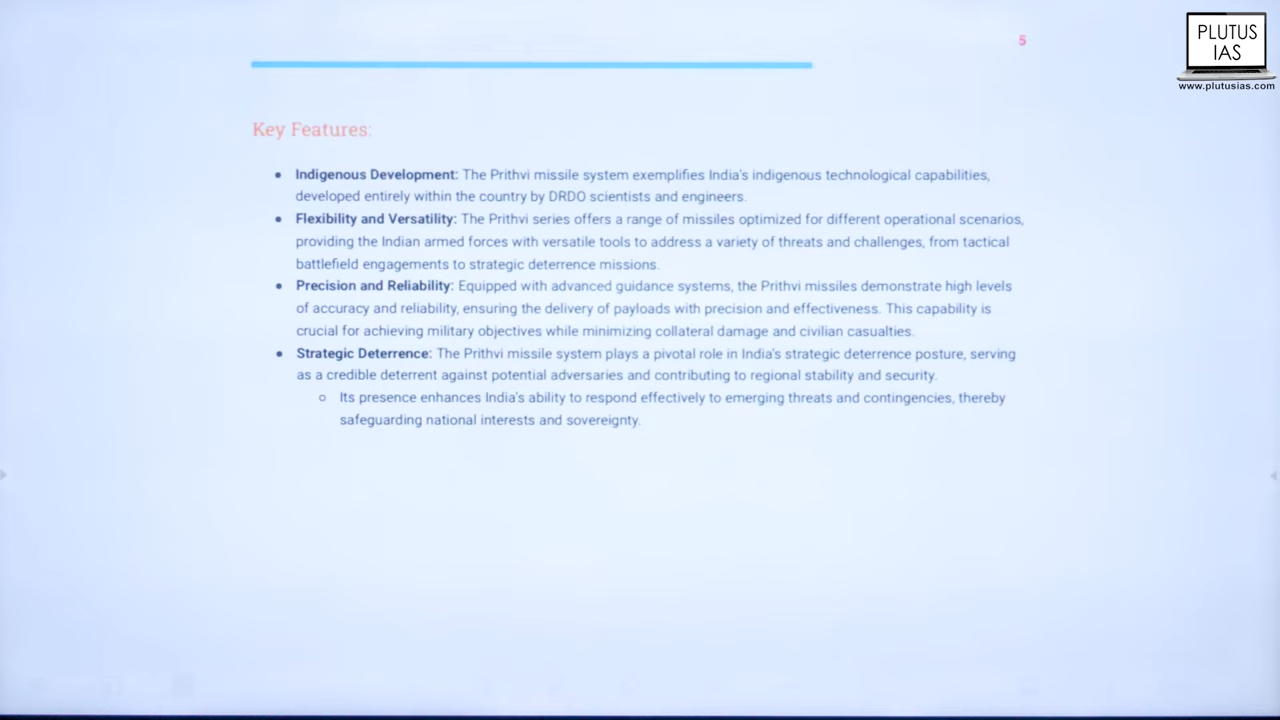 5
PLUTUS
IAS
www.plutusias.com
Key Features:
● Indigenous Development: The Prithvi missile system exemplifies India's indigenous technological capabilities,
developed entirely within the country by DRDO scientists and engineers.
● Flexibility and Versatility: The Prithvi series offers a range of missiles optimized for different operational scenarios,
providing the Indian armed forces with versatile tools to address a variety of threats and challenges, from tactical
battlefield engagements to strategic deterrence missions.
● Precision and Reliability: Equipped with advanced guidance systems, the Prithvi missiles demonstrate high levels
of accuracy and reliability, ensuring the delivery of payloads with precision and effectiveness. This capability is
crucial for achieving military objectives while minimizing collateral damage and civilian casualties.
● Strategic Deterrence: The Prithvi missile system plays a pivotal role in India's strategic deterrence posture, serving
as a credible deterrent against potential adversaries and contributing to regional stability and security.
○ Its presence enhances India's ability to respond effectively to emerging threats and contingencies, thereby
safeguarding national interests and sovereignty.